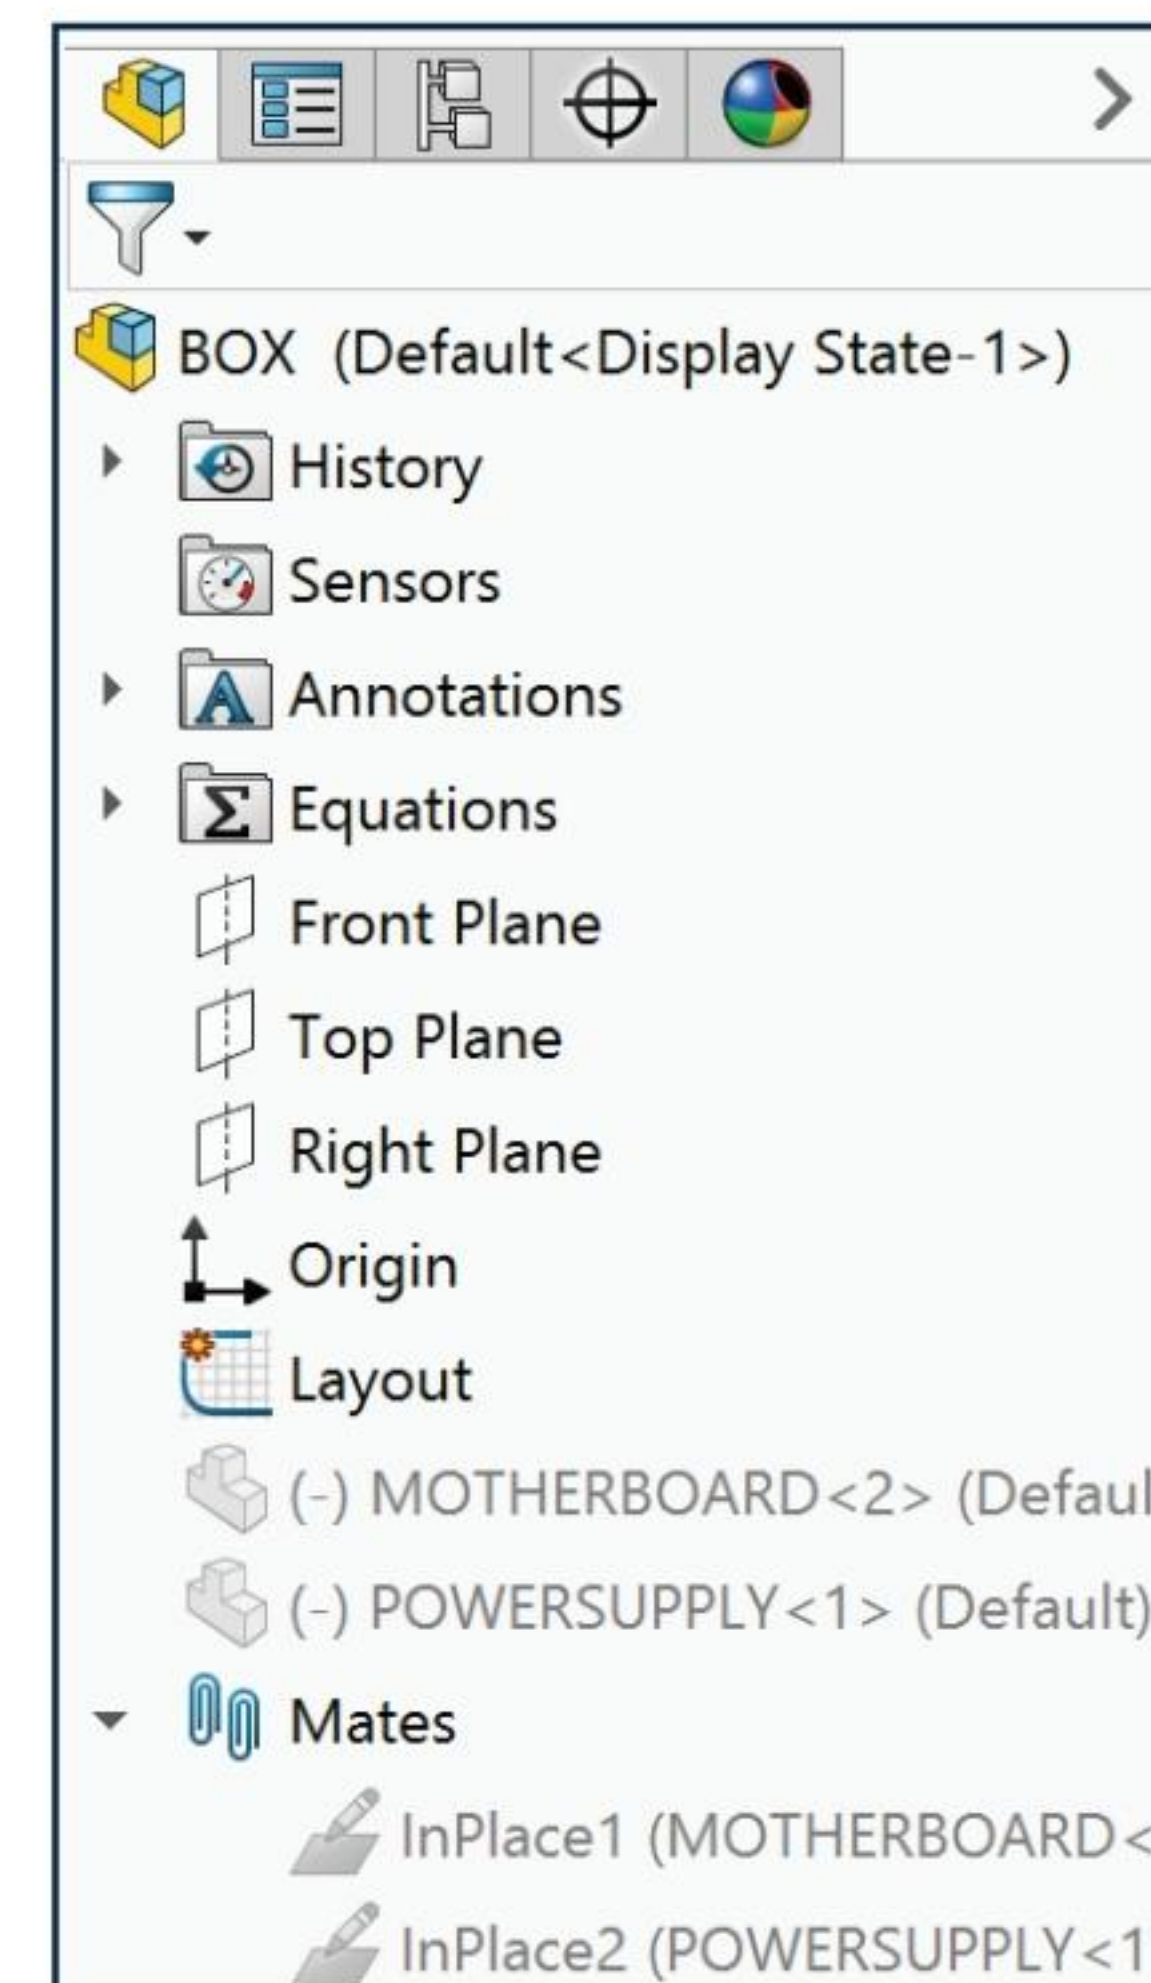 BOX (Default<Display State-1>)
History
Sensors
Annotations
Equations
Front Plane
Top Plane
Right Plane
Origin
Layout
(-) MOTHERBOARD<2> (Defaul
(-) POWERSUPPLY<1> (Default)
Mates
InPlace1 (MOTHERBOARD<
InPlace2 (POWERSUPPLY<1